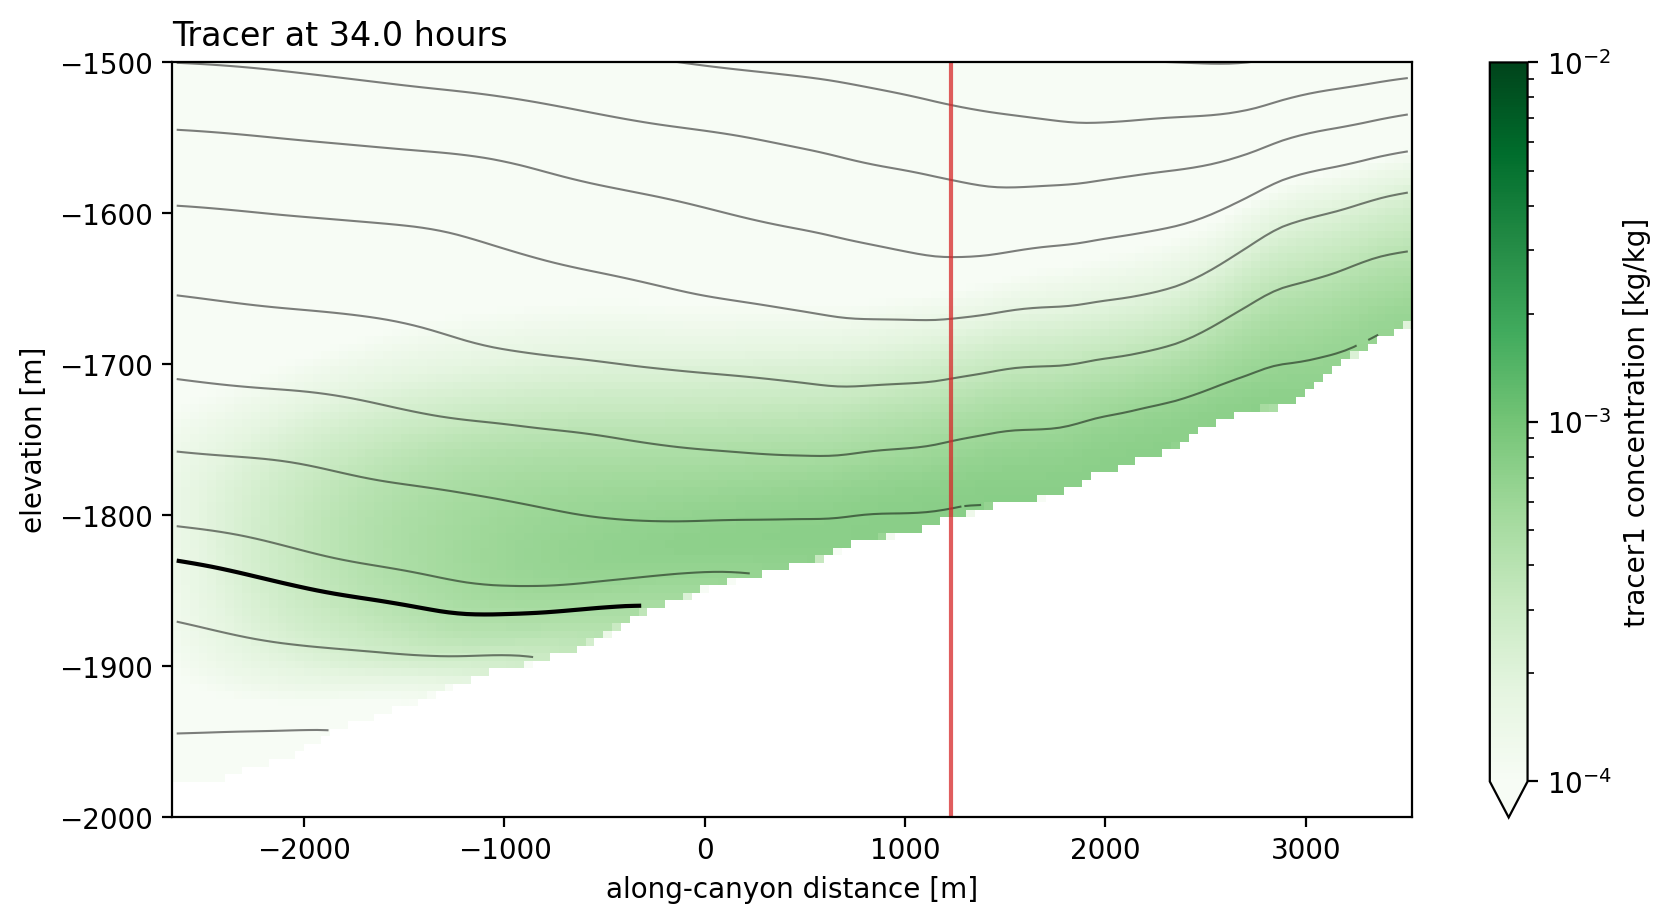 Tracer at 34.0 hours
−1500
−1600
−1700
−1800
−1900
−2000
elevation [m]
−2000 −1000 0 1000 2000 3000
along-canyon distance [m]
10⁻²
10⁻³
10⁻⁴
tracer1 concentration [kg/kg]